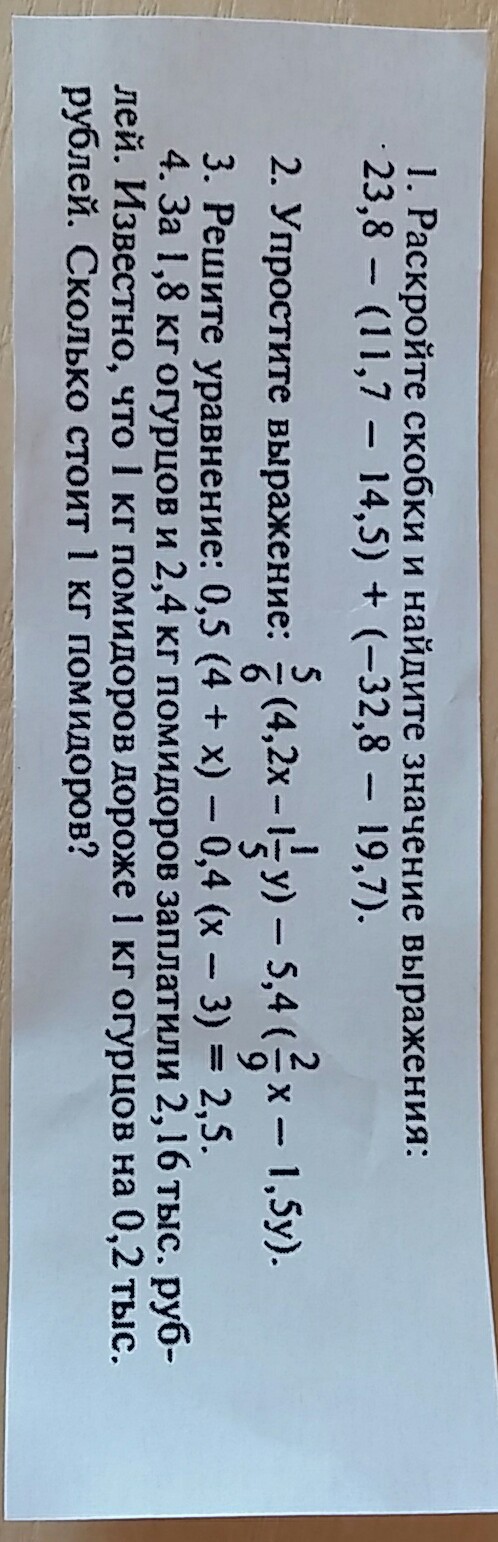 1. Раскройте скобки и найдите значение выражения:
23,8 – (11,7 – 14,5) + (–32,8 – 19,7).
2. Упростите выражение: 5/6 (4,2x – 1 1/5 y) – 5,4 (2/9 x – 1,5y).
3. Решите уравнение: 0,5 (4 + x) – 0,4 (x – 3) = 2,5.
4. За 1,8 кг огурцов и 2,4 кг помидоров заплатили 2,16 тыс. руб-
лей. Известно, что 1 кг помидоров дороже 1 кг огурцов на 0,2 тыс.
рублей. Сколько стоит 1 кг помидоров?